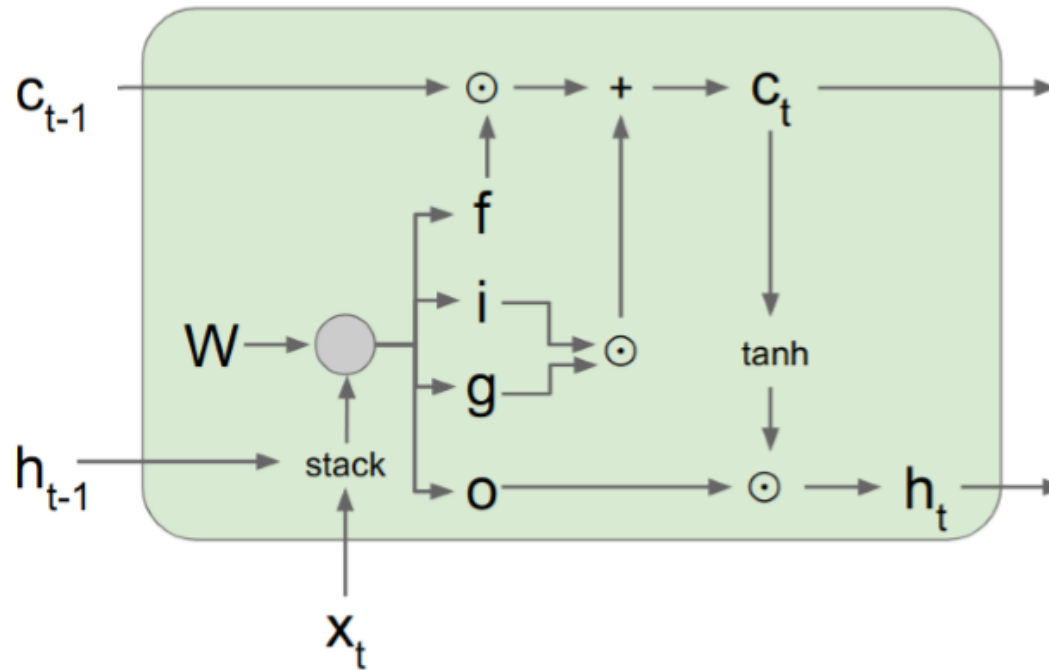 c_{t-1} ⊙ + c_t
f
i
W ⊙ tanh
g
h_{t-1} stack
o ⊙ h_t
x_t